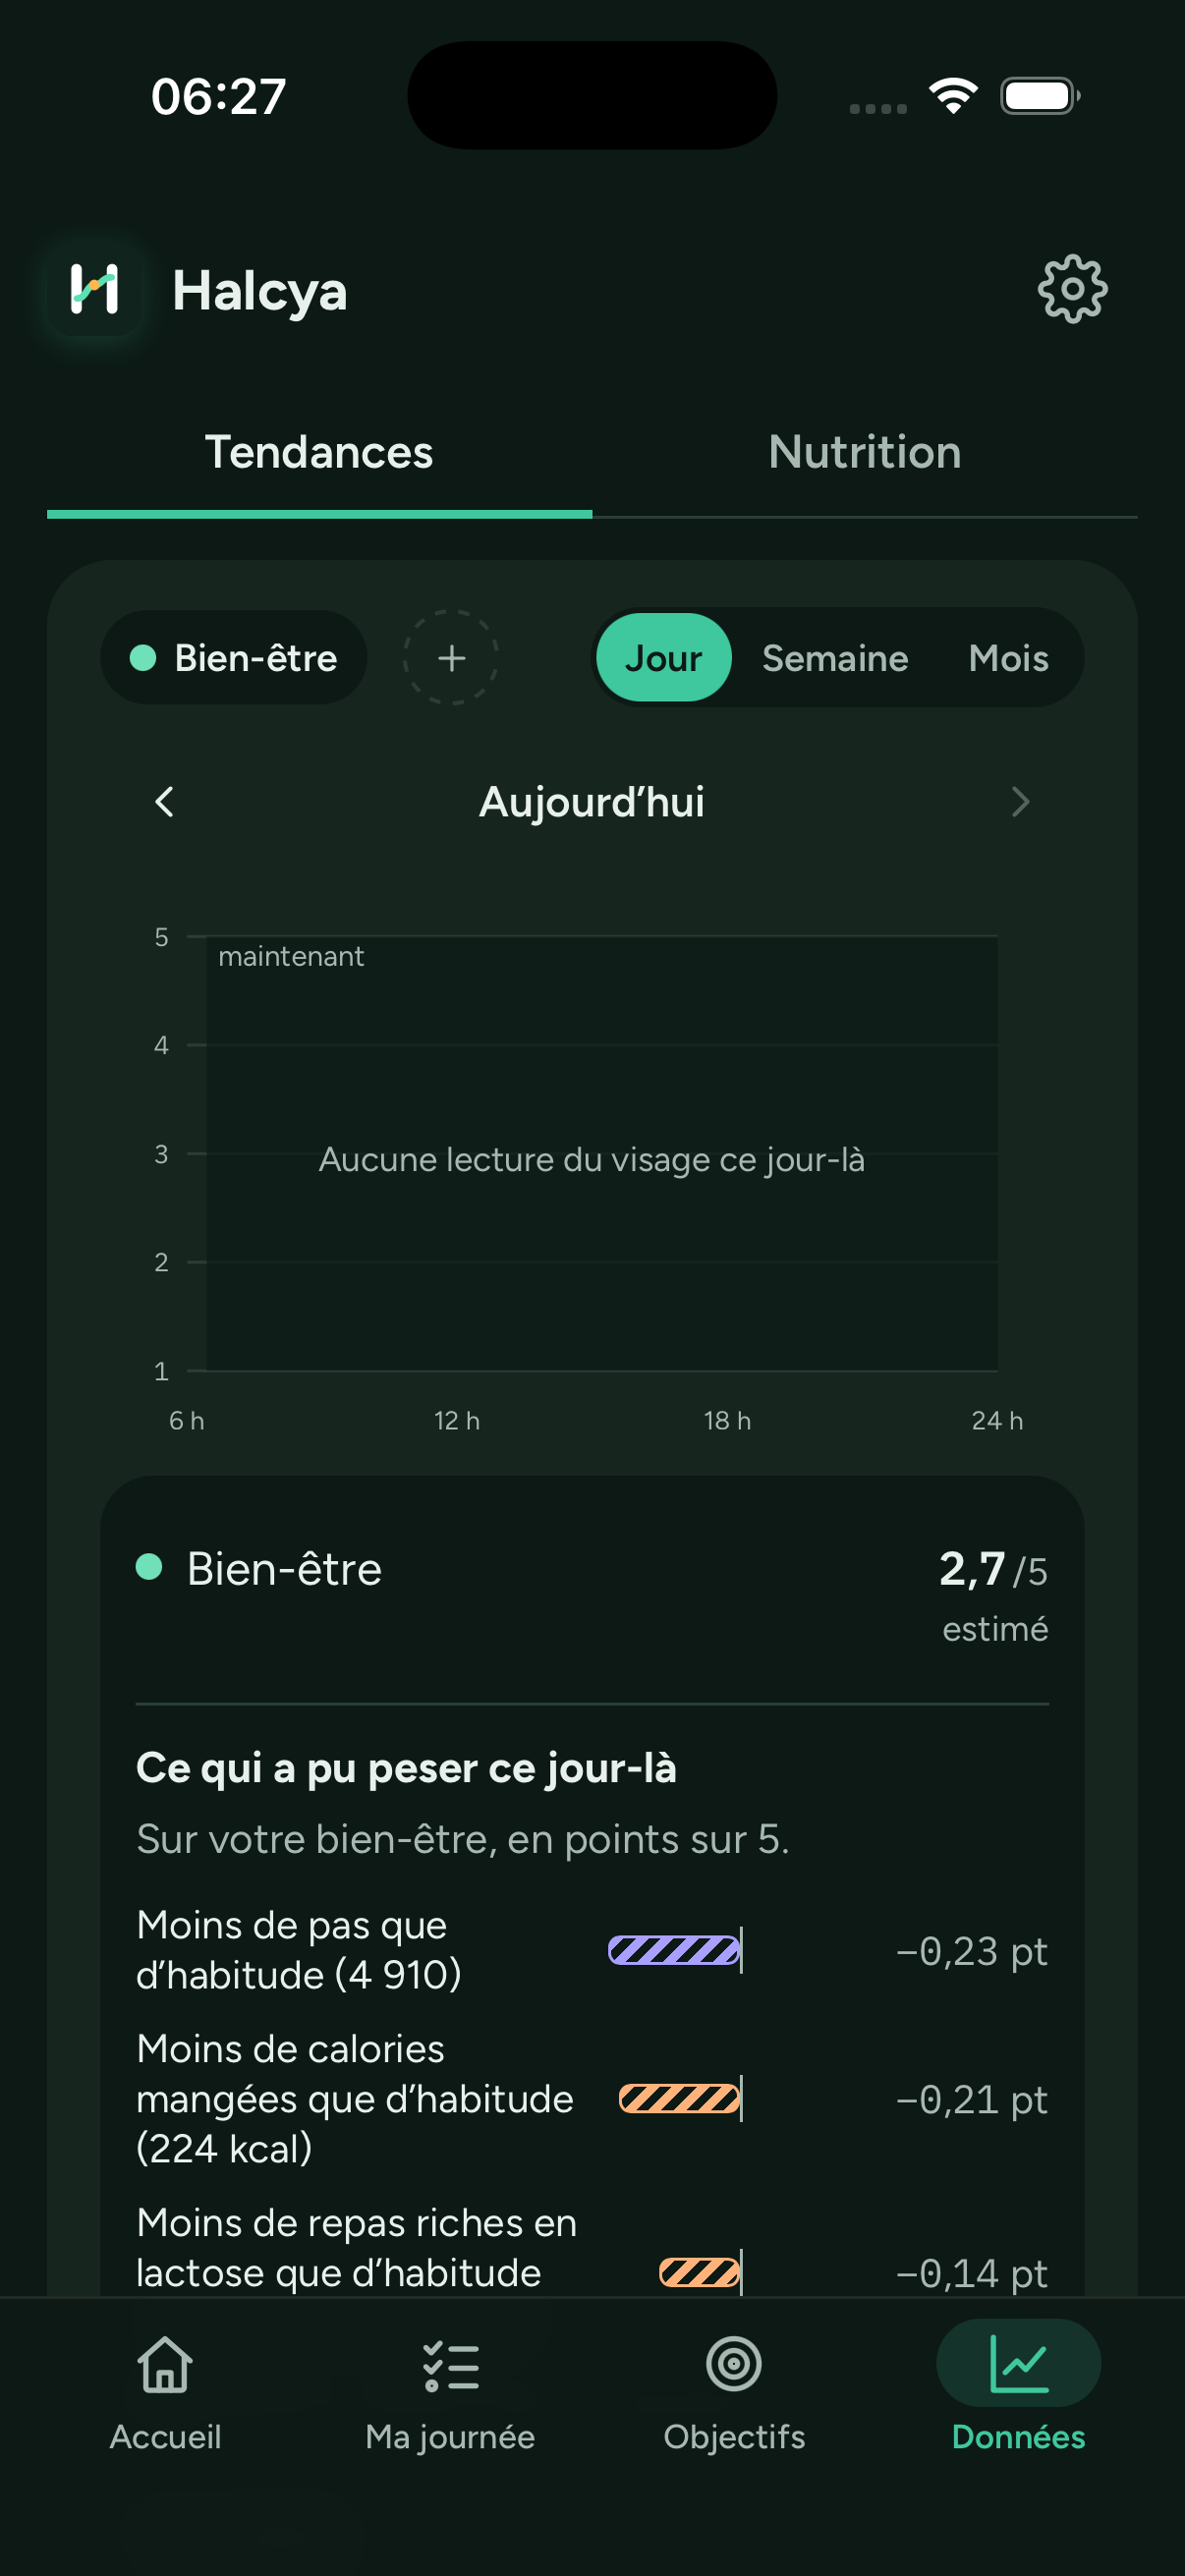 06:27
Halcya
Tendances
Nutrition
Bien-être
Jour
Semaine
Mois
Aujourd’hui
5
maintenant
4
3
Aucune lecture du visage ce jour-là
2
1
6 h
12 h
18 h
24 h
Bien-être
2,7 /5
estimé
Ce qui a pu peser ce jour-là
Sur votre bien-être, en points sur 5.
Moins de pas que
d’habitude (4 910)
−0,23 pt
Moins de calories
mangées que d’habitude
(224 kcal)
−0,21 pt
Moins de repas riches en
lactose que d’habitude
−0,14 pt
Accueil
Ma journée
Objectifs
Données